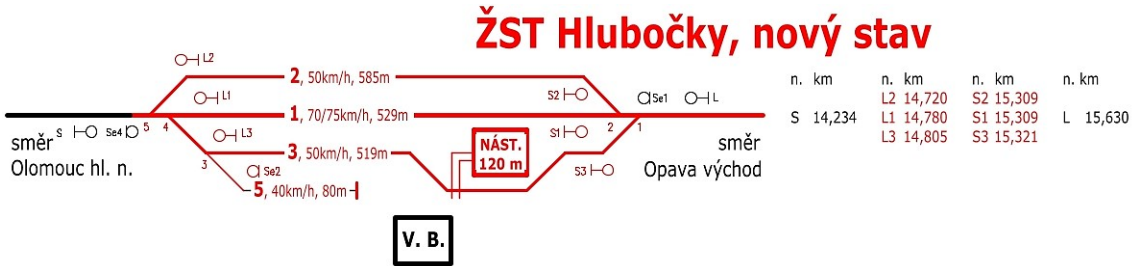 ŽST Hlubočky, nový stav
L2
2, 50km/h, 585m
n. km
n. km
n. km
n. km
L1
S2
Se1
L
L2 14,720
S2 15,309
S
Se4
5
4
1, 70/75km/h, 529m
2
1
S 14,234
L1 14,780
S1 15,309
L 15,630
L3
S1
L3 14,805
S3 15,321
směr
Olomouc hl. n.
3
3, 50km/h, 519m
NÁST.
120 m
směr
Opava východ
Se2
S3
5, 40km/h, 80m
V. B.